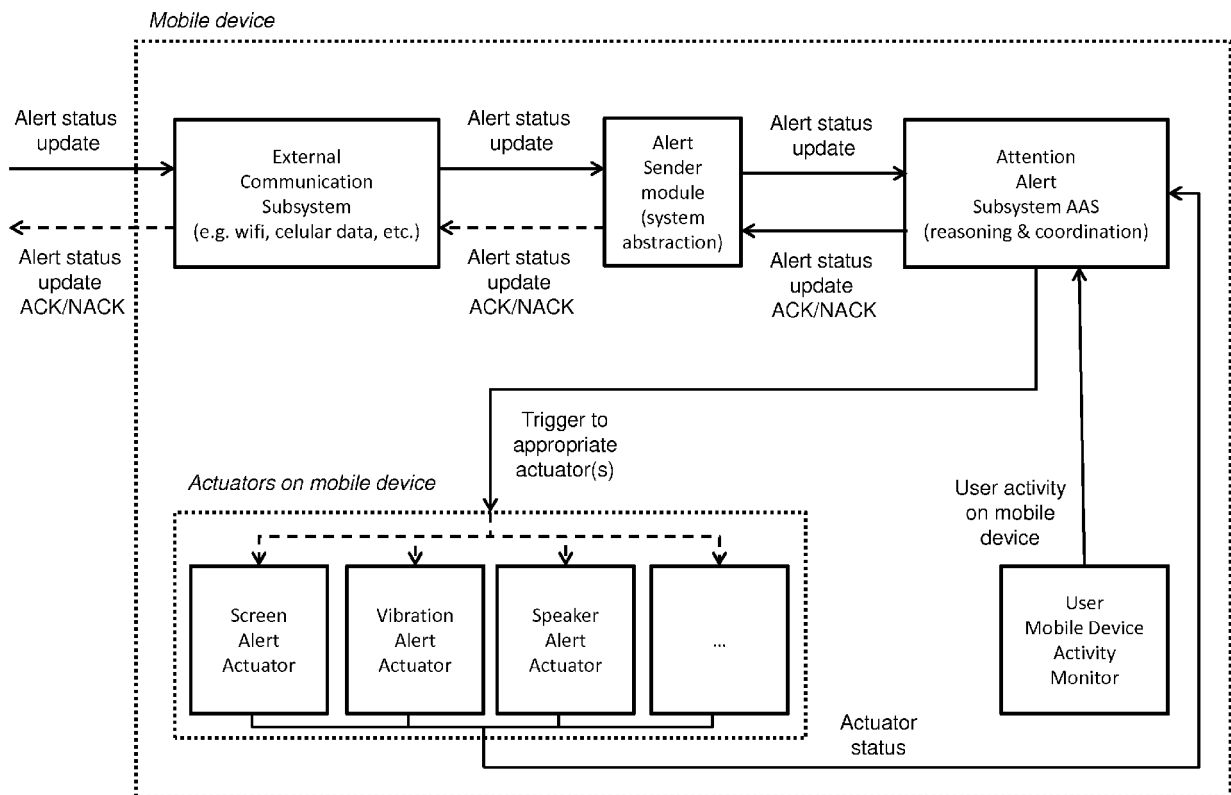 Mobile device
Alert status
update
External
Communication
Subsystem
(e.g. wifi, celular data, etc.)
Alert status
update
Alert
Sender
module
(system
abstraction)
Alert status
update
Attention
Alert
Subsystem AAS
(reasoning & coordination)
Alert status
update
ACK/NACK
Alert status
update
ACK/NACK
Alert status
update
ACK/NACK
Trigger to
appropriate
actuator(s)
Actuators on mobile device
User activity
on mobile
device
Screen
Alert
Actuator
Vibration
Alert
Actuator
Speaker
Alert
Actuator
...
User
Mobile Device
Activity
Monitor
Actuator
status